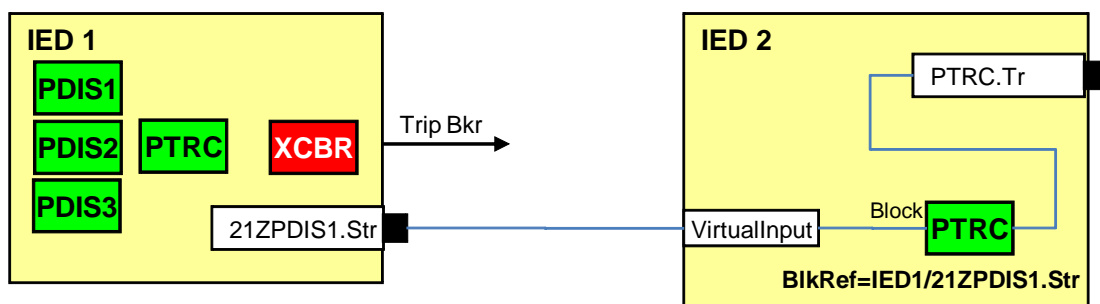 IED 1
PDIS1
PDIS2
PTRC
XCBR
PDIS3
21ZPDIS1.Str
Trip Bkr
IED 2
PTRC.Tr
VirtualInput
Block
PTRC
BlkRef=IED1/21ZPDIS1.Str